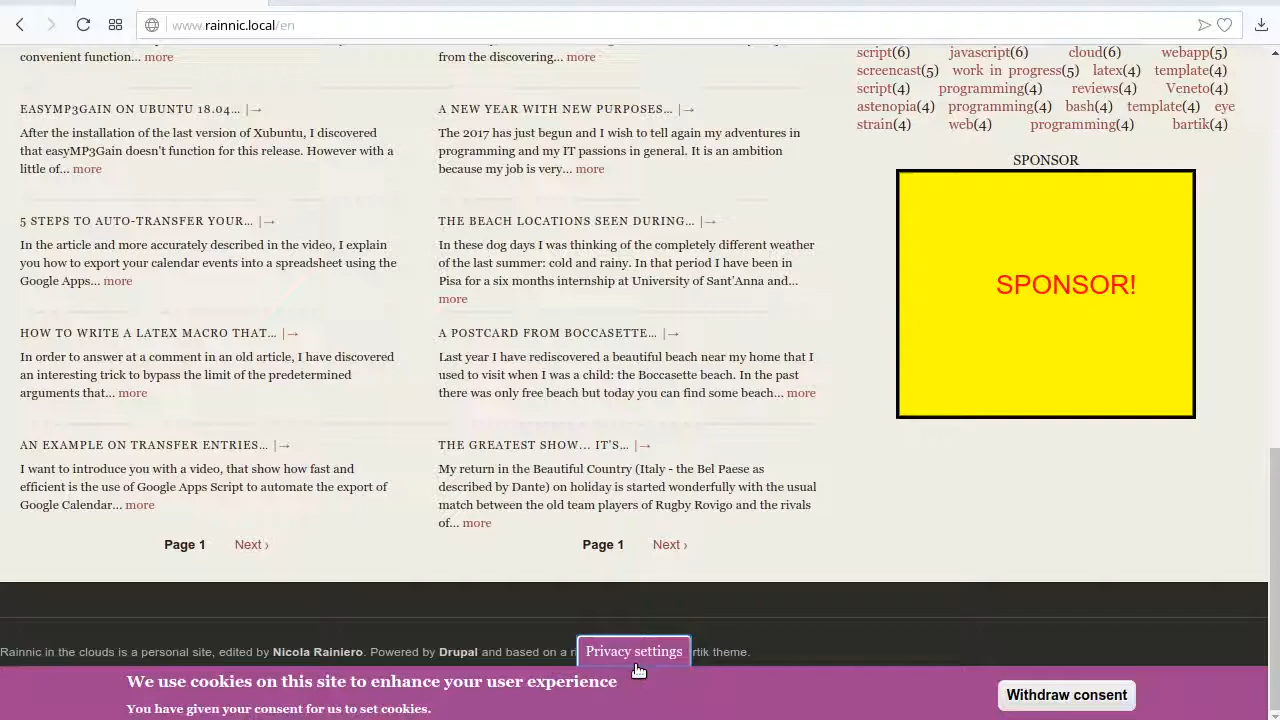 www.rainnic.local/en
convenient function... more
EASYMP3GAIN ON UBUNTU 18.04... |→
After the installation of the last version of Xubuntu, I discovered
that easyMP3Gain doesn't function for this release. However with a
little of... more
5 STEPS TO AUTO-TRANSFER YOUR... |→
In the article and more accurately described in the video, I explain
you how to export your calendar events into a spreadsheet using the
Google Apps... more
HOW TO WRITE A LATEX MACRO THAT... |→
In order to answer at a comment in an old article, I have discovered
an interesting trick to bypass the limit of the predetermined
arguments that... more
AN EXAMPLE ON TRANSFER ENTRIES... |→
I want to introduce you with a video, that show how fast and
efficient is the use of Google Apps Script to automate the export of
Google Calendar... more
Page 1 Next ›
from the discovering... more
A NEW YEAR WITH NEW PURPOSES... |→
The 2017 has just begun and I wish to tell again my adventures in
programming and my IT passions in general. It is an ambition
because my job is very... more
THE BEACH LOCATIONS SEEN DURING... |→
In these dog days I was thinking of the completely different weather
of the last summer: cold and rainy. In that period I have been in
Pisa for a six months internship at University of Sant'Anna and...
more
A POSTCARD FROM BOCCASETTE... |→
Last year I have rediscovered a beautiful beach near my home that I
used to visit when I was a child: the Boccasette beach. In the past
there was only free beach but today you can find some beach... more
THE GREATEST SHOW... IT'S... |→
My return in the Beautiful Country (Italy - the Bel Paese as
described by Dante) on holiday is started wonderfully with the usual
match between the old team players of Rugby Rovigo and the rivals
of... more
Page 1 Next ›
script(6) javascript(6) cloud(6) webapp(5)
screencast(5) work in progress(5) latex(4) template(4)
script(4) programming(4) reviews(4) Veneto(4)
astenopia(4) programming(4) bash(4) template(4) eye
strain(4) web(4) programming(4) bartik(4)
SPONSOR
SPONSOR!
Rainnic in the clouds is a personal site, edited by Nicola Rainiero. Powered by Drupal and based on a rtik theme.
Privacy settings
We use cookies on this site to enhance your user experience
You have given your consent for us to set cookies.
Withdraw consent